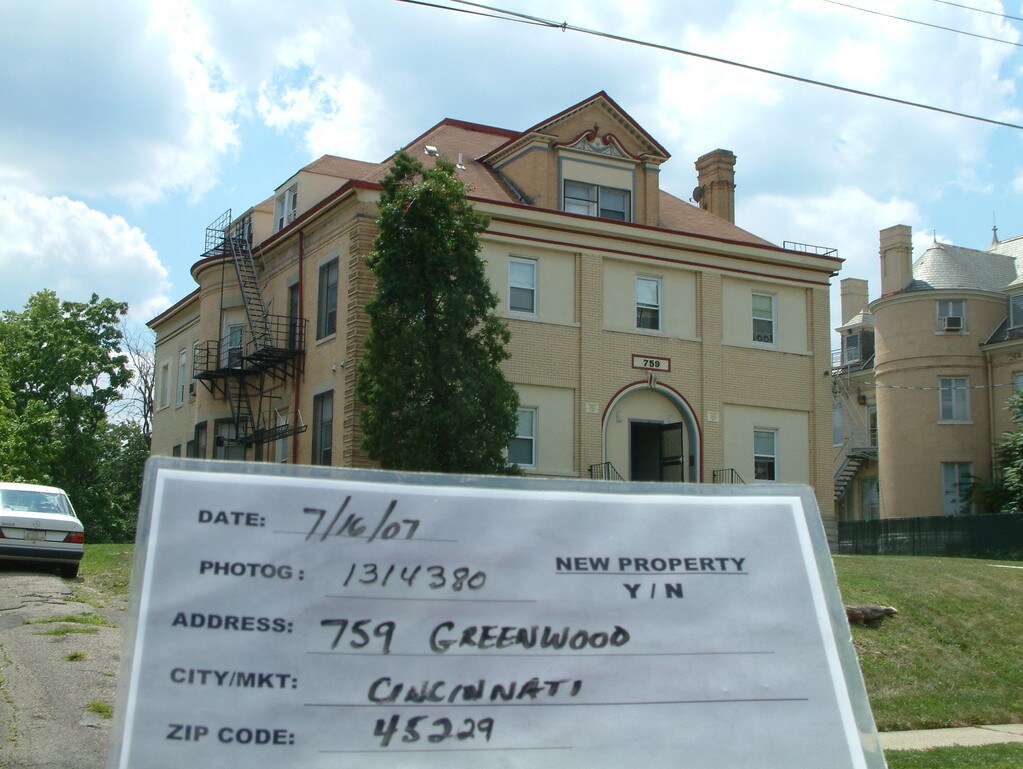 759
DATE: 7/16/07
PHOTOG: 1314380
NEW PROPERTY
Y / N
ADDRESS: 759 GREENWOOD
CITY/MKT: CINCINNATI
ZIP CODE: 45229